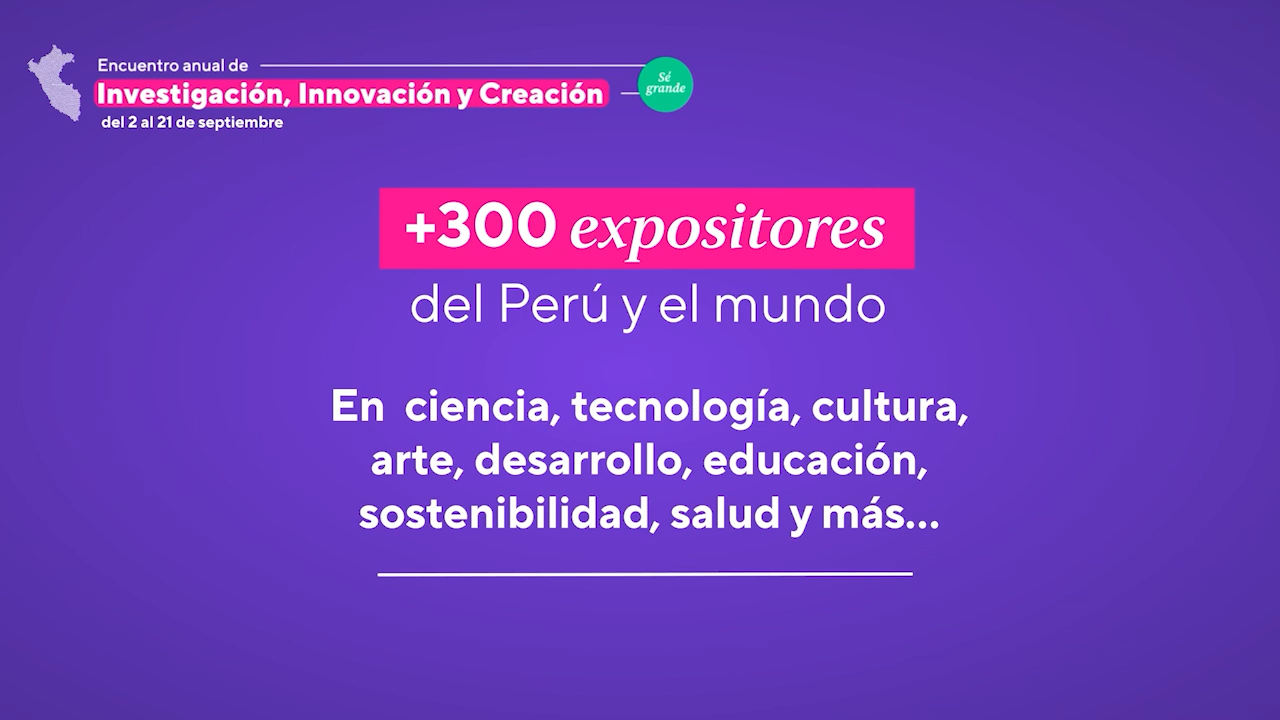 Encuentro anual de
Investigación, Innovación y Creación
del 2 al 21 de septiembre
Sé
grande
+300 expositores
del Perú y el mundo
En ciencia, tecnología, cultura,
arte, desarrollo, educación,
sostenibilidad, salud y más...